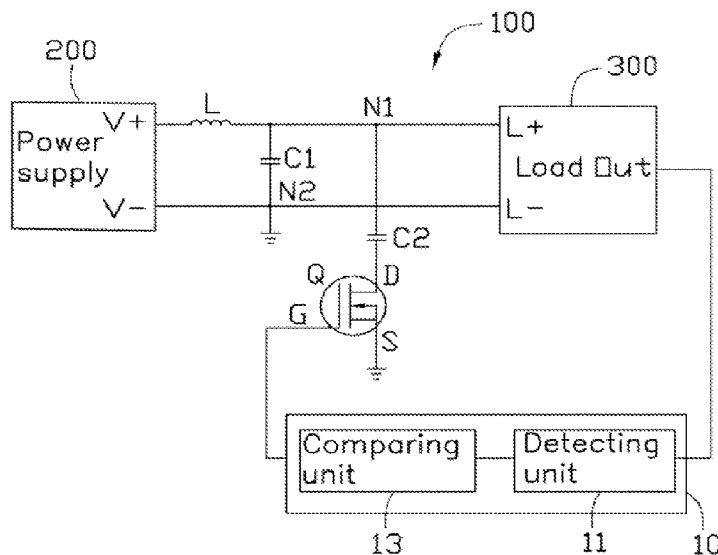 100
200
300
L
V+
N1
L+
Power
supply
C1
Load Out
N2
V-
L-
C2
Q
D
G
S
Comparing
unit
Detecting
unit
13
11
10